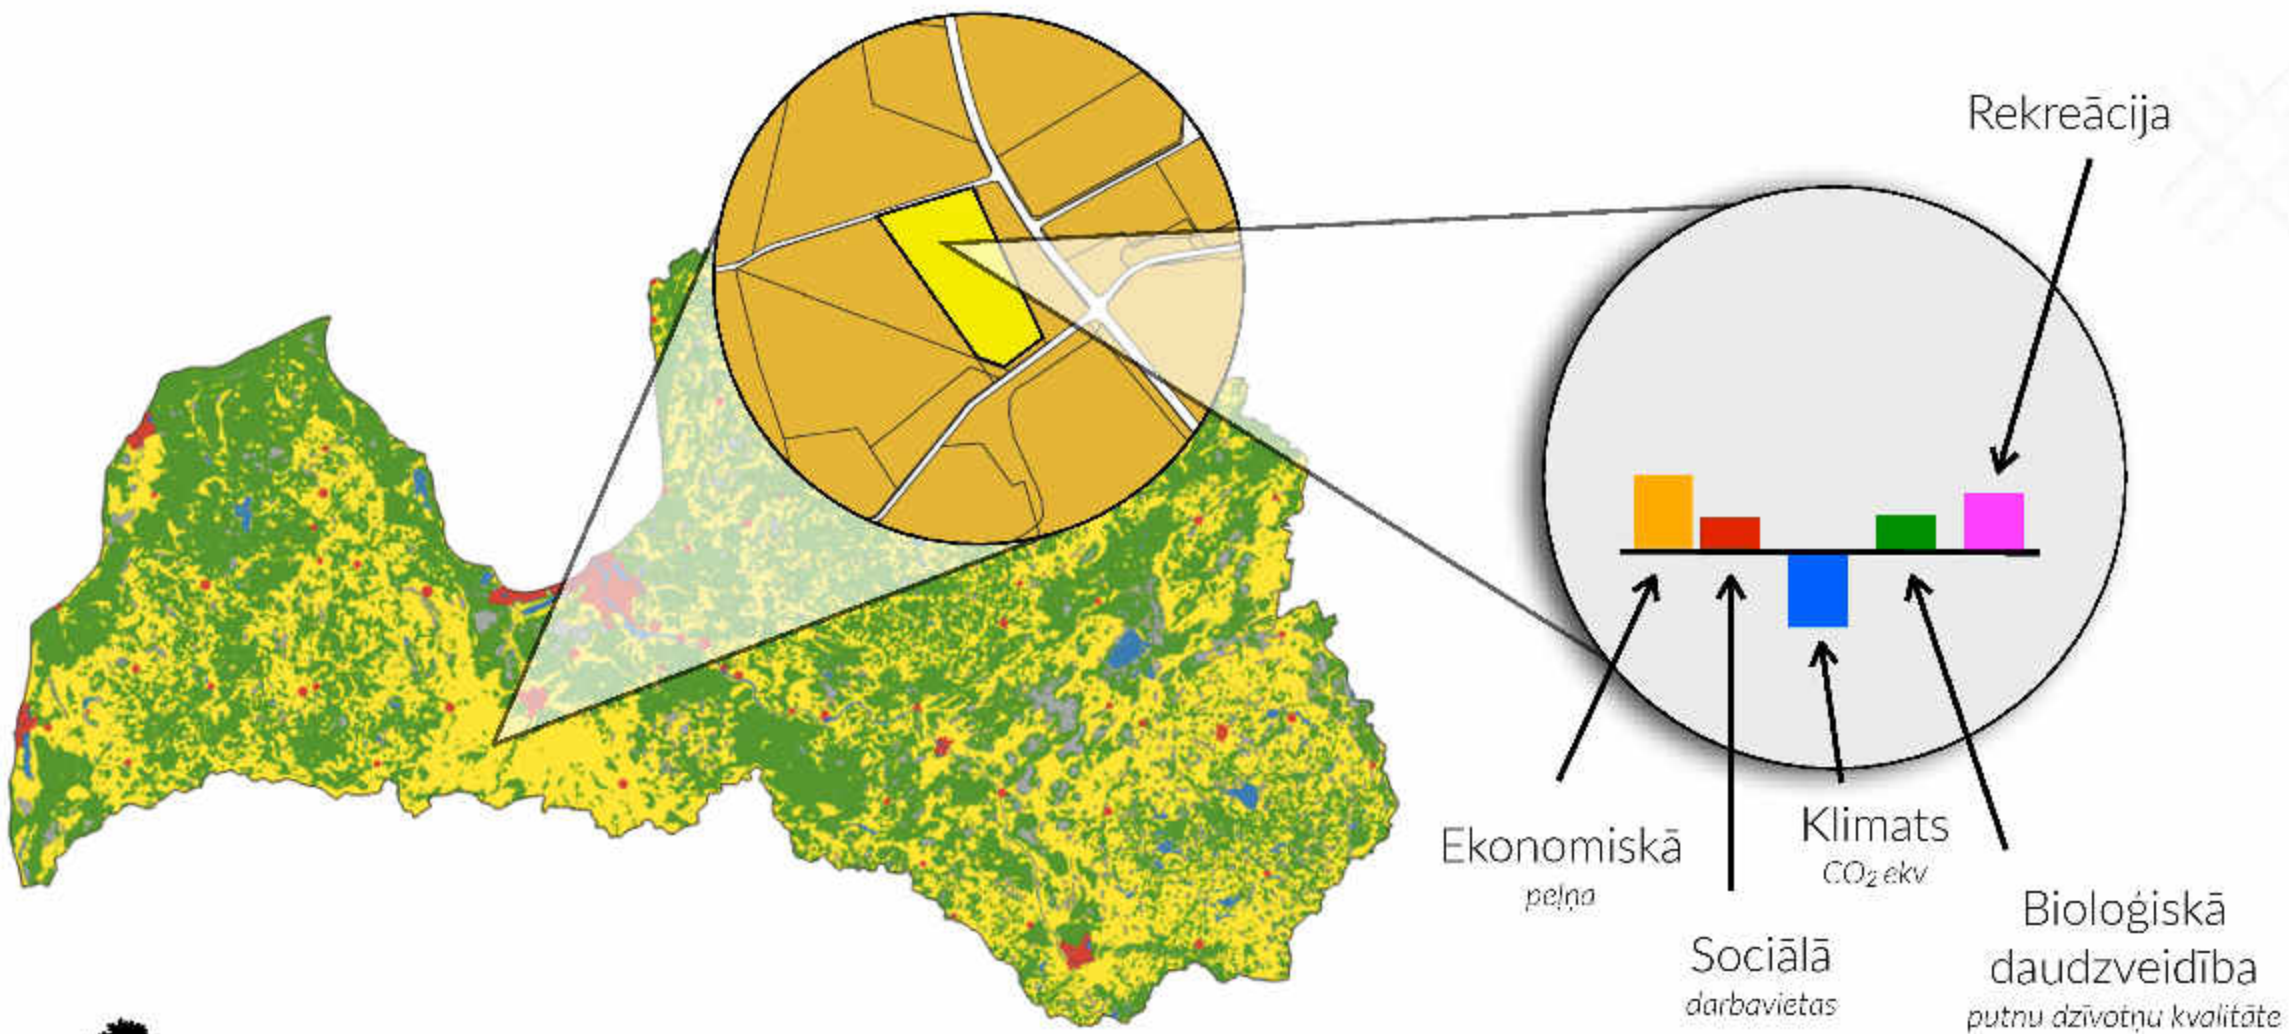 Rekreācija
Ekonomiskā
peļņa
Sociālā
darbavietas
Klimats
CO₂ ekv
Bioloģiskā
daudzveidība
putnu dzīvotņu kvalitāte